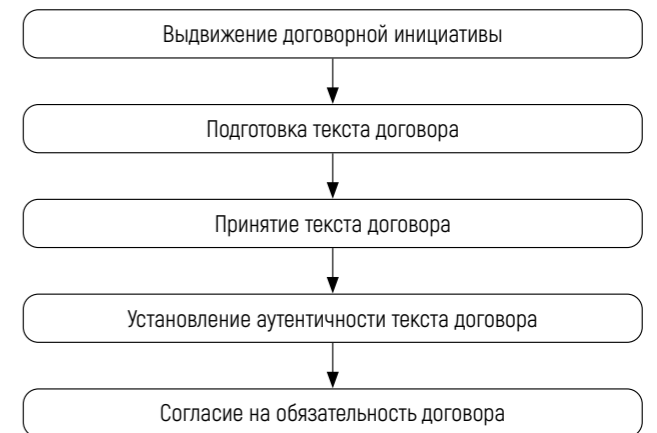 Выдвижение договорной инициативы
Подготовка текста договора
Принятие текста договора
Установление аутентичности текста договора
Согласие на обязательность договора